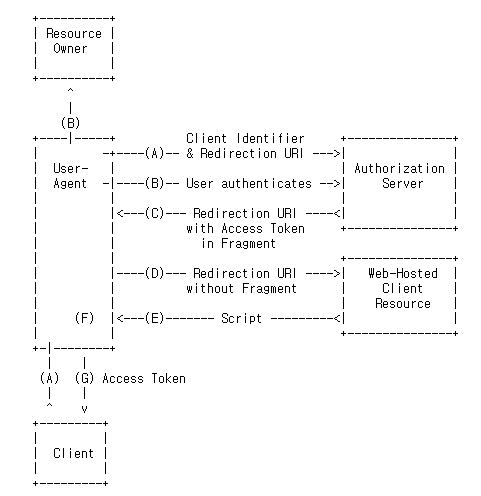 +----------+
| Resource |
|  Owner   |
|          |
+----------+
     ^
     |
    (B)
+----|-----+          Client Identifier     +---------------+
|         -+----(A)-- & Redirection URI --->|               |
|  User-   |                                | Authorization |
|  Agent  -|----(B)-- User authenticates -->|     Server    |
|          |                                |               |
|          |<---(C)--- Redirection URI ----<|               |
|          |          with Access Token     +---------------+
|          |            in Fragment
|          |                                +---------------+
|          |----(D)--- Redirection URI ---->|   Web-Hosted  |
|          |          without Fragment      |     Client    |
|          |                                |    Resource   |
|     (F)  |<---(E)------- Script ---------<|               |
|          |                                +---------------+
+-|--------+
  |    |
 (A)  (G) Access Token
  |    |
  ^    v
+---------+
|         |
|  Client |
|         |
+---------+